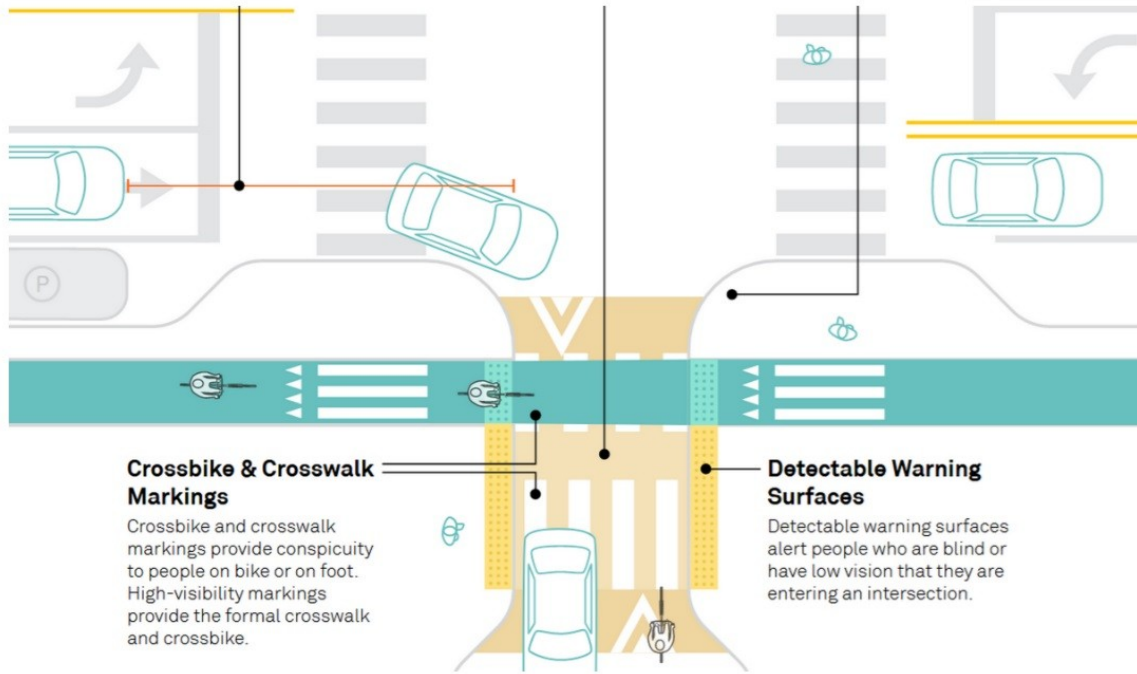 P
Crossbike & Crosswalk
Markings
Crossbike and crosswalk
markings provide conspicuity
to people on bike or on foot.
High-visibility markings
provide the formal crosswalk
and crossbike.
Detectable Warning
Surfaces
Detectable warning surfaces
alert people who are blind or
have low vision that they are
entering an intersection.